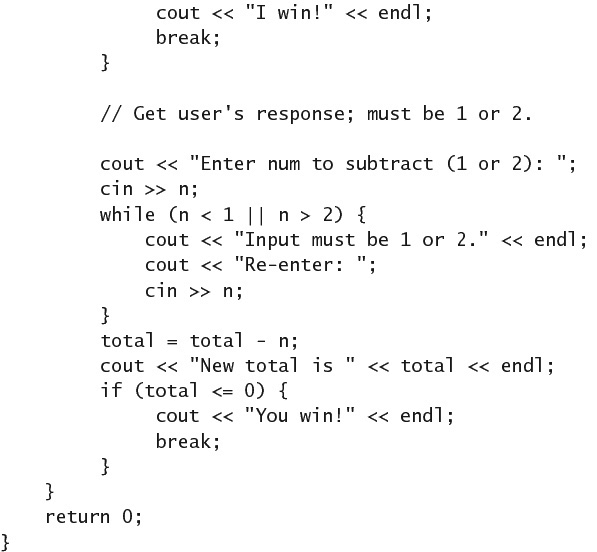 cout << "I win!" << endl;
break;
}
// Get user's response; must be 1 or 2.
cout << "Enter num to subtract (1 or 2): ";
cin >> n;
while (n < 1 || n > 2) {
cout << "Input must be 1 or 2." << endl;
cout << "Re-enter: ";
cin >> n;
}
total = total - n;
cout << "New total is " << total << endl;
if (total <= 0) {
cout << "You win!" << endl;
break;
}
}
return 0;
}